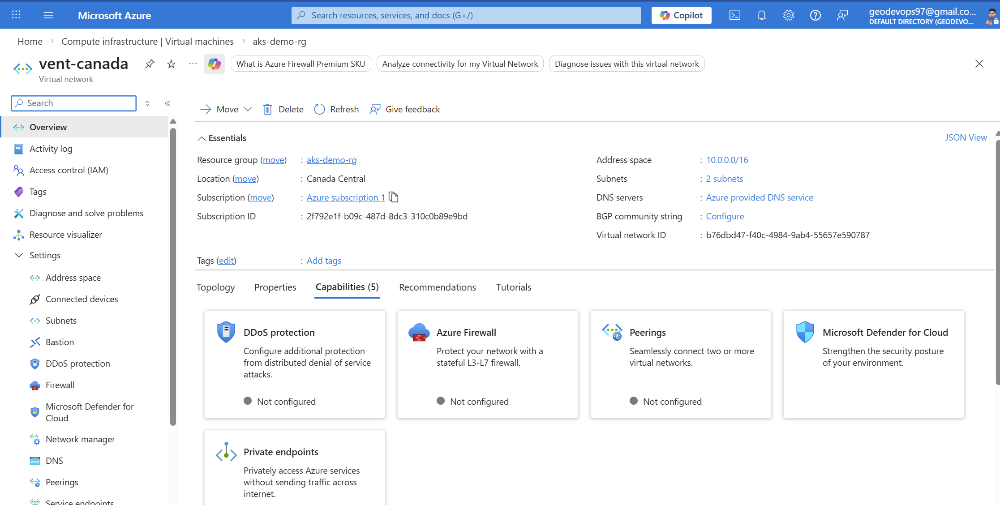 Microsoft Azure
Search resources, services, and docs (G+/)
Copilot
geodevops97@gmail.co...
DEFAULT DIRECTORY (GEODEVO...
Home > Compute infrastructure | Virtual machines > aks-demo-rg
vent-canada
Virtual network
What is Azure Firewall Premium SKU
Analyze connectivity for my Virtual Network
Diagnose issues with this virtual network
Search
Overview
Activity log
Access control (IAM)
Tags
Diagnose and solve problems
Resource visualizer
Settings
Address space
Connected devices
Subnets
Bastion
DDoS protection
Firewall
Microsoft Defender for
Cloud
Network manager
DNS
Peerings
Service endpoints
Move
Delete
Refresh
Give feedback
Essentials
JSON View
Resource group (move) : aks-demo-rg
Location (move) : Canada Central
Subscription (move) : Azure subscription 1
Subscription ID : 2f792e1f-b09c-487d-8dc3-310c0b89e9bd
Address space : 10.0.0.0/16
Subnets : 2 subnets
DNS servers : Azure provided DNS service
BGP community string : Configure
Virtual network ID : b76dbd47-f40c-4984-9ab4-55657e590787
Tags (edit) : Add tags
Topology
Properties
Capabilities (5)
Recommendations
Tutorials
DDoS protection
Configure additional protection
from distributed denial of service
attacks.
Not configured
Azure Firewall
Protect your network with a
stateful L3-L7 firewall.
Not configured
Peerings
Seamlessly connect two or more
virtual networks.
Not configured
Microsoft Defender for Cloud
Strengthen the security posture
of your environment.
Private endpoints
Privately access Azure services
without sending traffic across
internet.